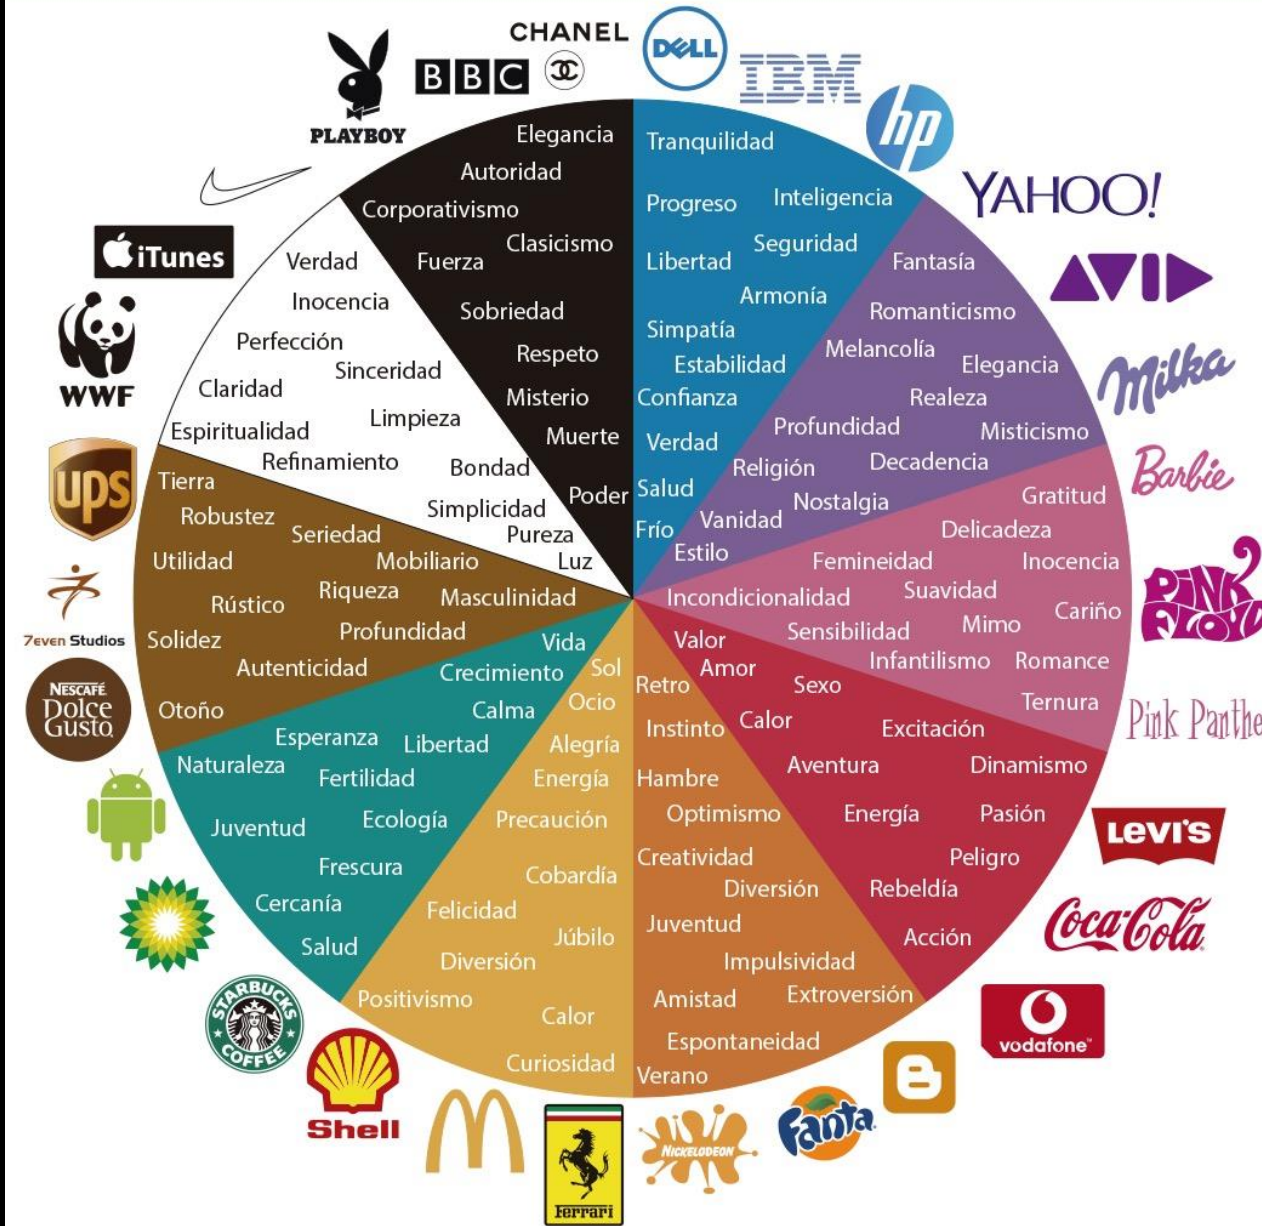 CHANEL
DELL
BBC
IBM
hp
PLAYBOY
YAHOO!
iTunes
AVID
WWF
Milka
Barbie
ups
PINK FLOYD
7even Studios
NESCAFÉ
Dolce
Gusto
Pink Panthe
LEVI'S
Coca-Cola
STARBUCKS
COFFEE
vodafone
Shell
Fanta
NICKELODEON
Ferrari
Elegancia
Autoridad
Corporativismo
Clasicismo
Fuerza
Sobriedad
Respeto
Misterio
Muerte
Poder
Tranquilidad
Progreso
Inteligencia
Libertad
Seguridad
Armonía
Simpatía
Estabilidad
Confianza
Verdad
Salud
Frío
Fantasía
Romanticismo
Melancolía
Elegancia
Realeza
Profundidad
Misticismo
Religión
Decadencia
Nostalgia
Vanidad
Estilo
Gratitud
Delicadeza
Femineidad
Inocencia
Incondicionalidad
Suavidad
Cariño
Sensibilidad
Mimo
Infantilismo
Romance
Ternura
Valor
Amor
Sexo
Calor
Excitación
Aventura
Dinamismo
Energía
Pasión
Peligro
Rebeldía
Acción
Retro
Instinto
Hambre
Optimismo
Creatividad
Diversión
Juventud
Impulsividad
Amistad
Extroversión
Espontaneidad
Verano
Sol
Ocio
Alegría
Energía
Precaución
Cobardía
Felicidad
Júbilo
Diversión
Positivismo
Calor
Curiosidad
Vida
Crecimiento
Calma
Esperanza
Libertad
Naturaleza
Fertilidad
Juventud
Ecología
Frescura
Cercanía
Salud
Tierra
Robustez
Seriedad
Utilidad
Mobiliario
Rústico
Riqueza
Masculinidad
Solidez
Profundidad
Autenticidad
Otoño
Verdad
Inocencia
Perfección
Sinceridad
Claridad
Limpieza
Espiritualidad
Refinamiento
Bondad
Simplicidad
Pureza
Luz